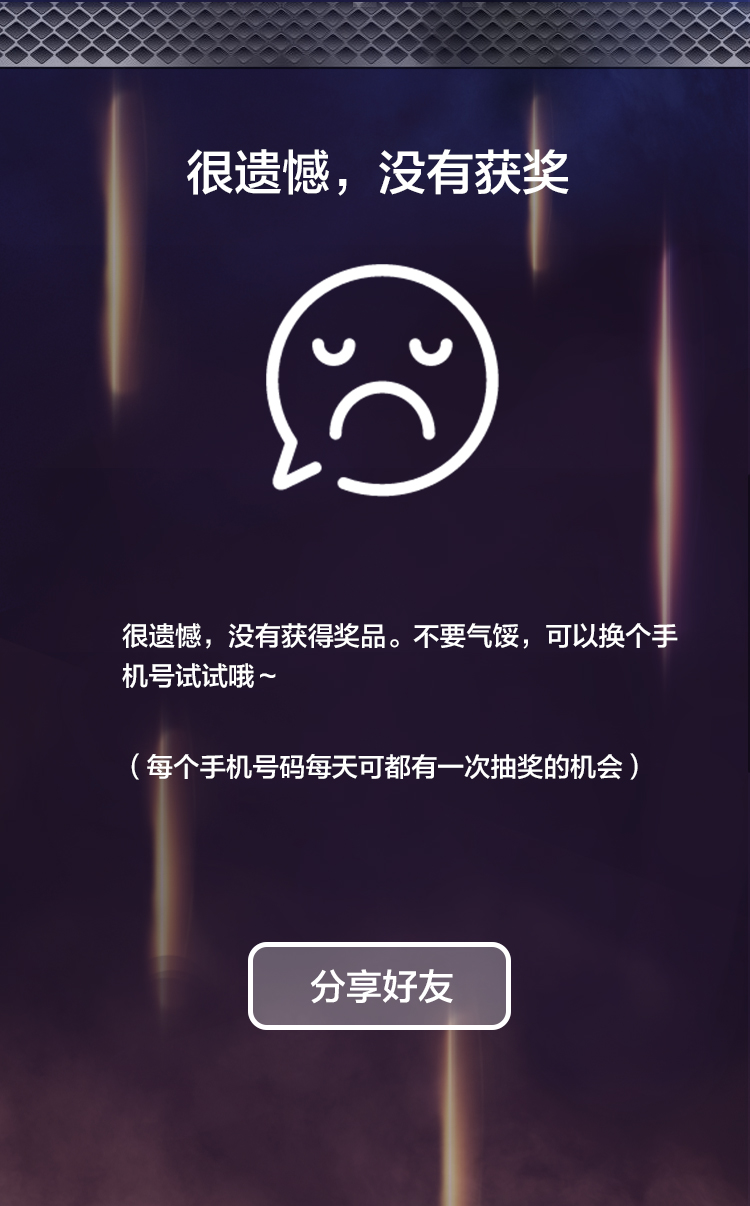 很遗憾，没有获奖
很遗憾，没有获得奖品。不要气馁，可以换个手
机号试试哦~
（每个手机号码每天可都有一次抽奖的机会）
分享好友